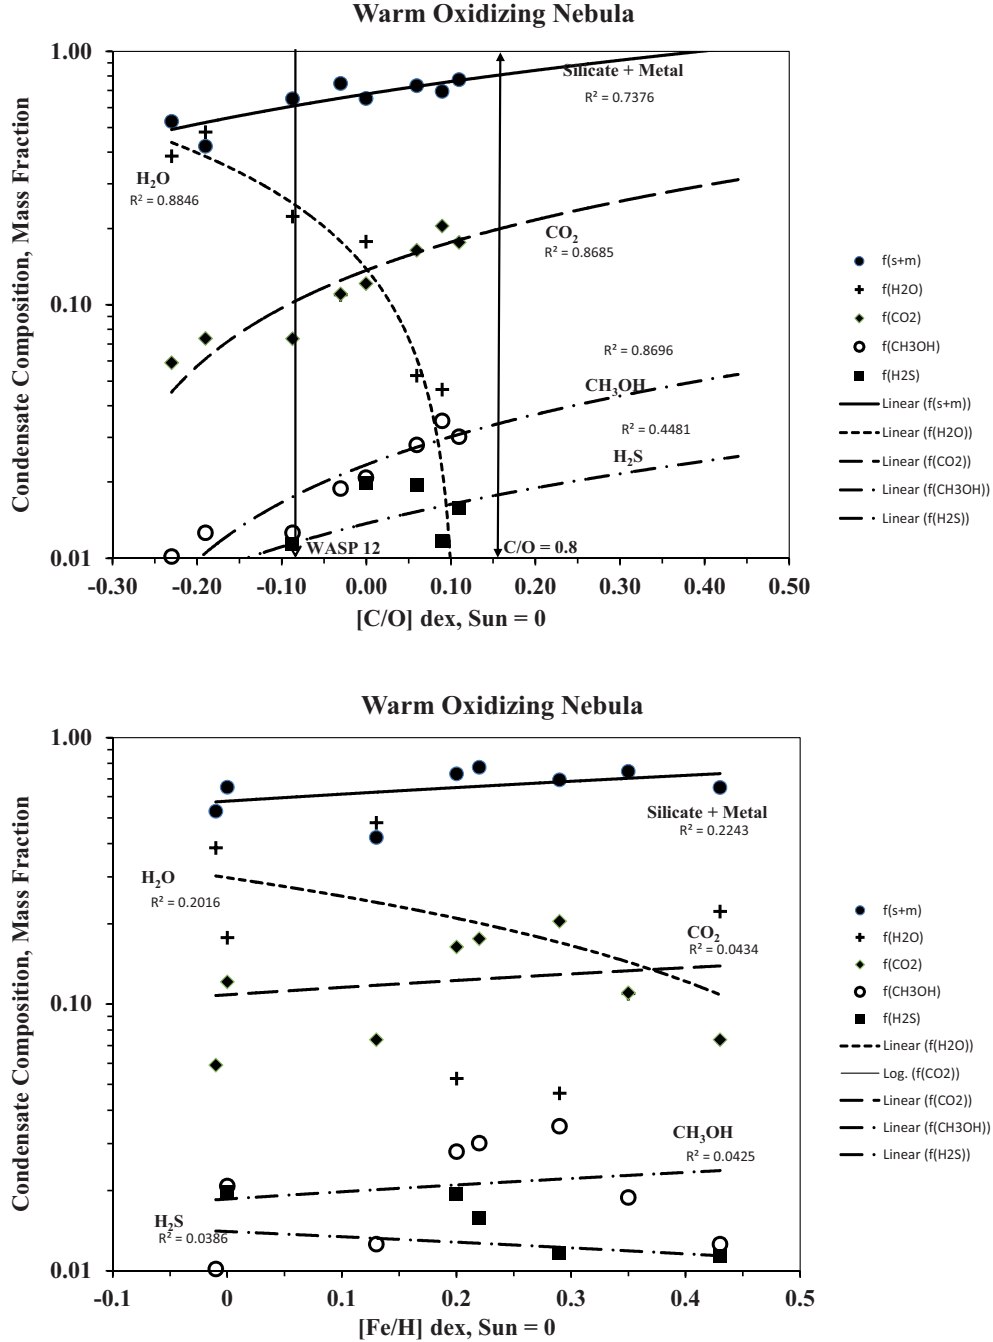 Warm Oxidizing Nebula
Condensate Composition, Mass Fraction
1.00
0.10
0.01
Silicate + Metal
R² = 0.7376
H₂O
R² = 0.8846
CO₂
R² = 0.8685
R² = 0.8696
CH₃OH
R² = 0.4481
H₂S
WASP 12
C/O = 0.8
-0.30 -0.20 -0.10 0.00 0.10 0.20 0.30 0.40 0.50
[C/O] dex, Sun = 0
f(s+m)
f(H2O)
f(CO2)
f(CH3OH)
f(H2S)
Linear (f(s+m))
Linear (f(H2O))
Linear (f(CO2))
Linear (f(CH3OH))
Linear (f(H2S))
Warm Oxidizing Nebula
Condensate Composition, Mass Fraction
1.00
0.10
0.01
Silicate + Metal
R² = 0.2243
H₂O
R² = 0.2016
CO₂
R² = 0.0434
CH₃OH
R² = 0.0425
H₂S
R² = 0.0386
-0.1 0 0.1 0.2 0.3 0.4 0.5
[Fe/H] dex, Sun = 0
f(s+m)
f(H2O)
f(CO2)
f(CH3OH)
f(H2S)
Linear (f(H2O))
Log. (f(CO2))
Linear (f(CO2))
Linear (f(CH3OH))
Linear (f(H2S))